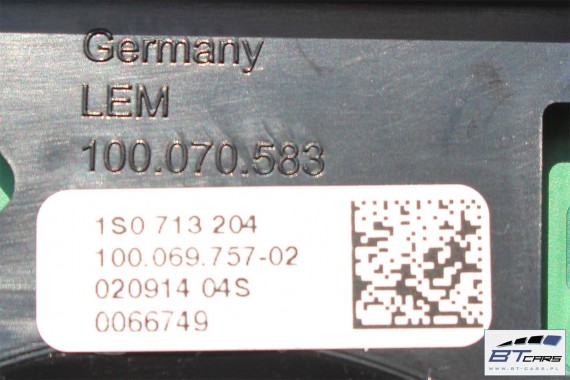 Germany
LEM
100.070.583
1S0 713 204
100.069.757-02
020914 04S
0066749
BTCARS
WWW.BT-CARS.PL